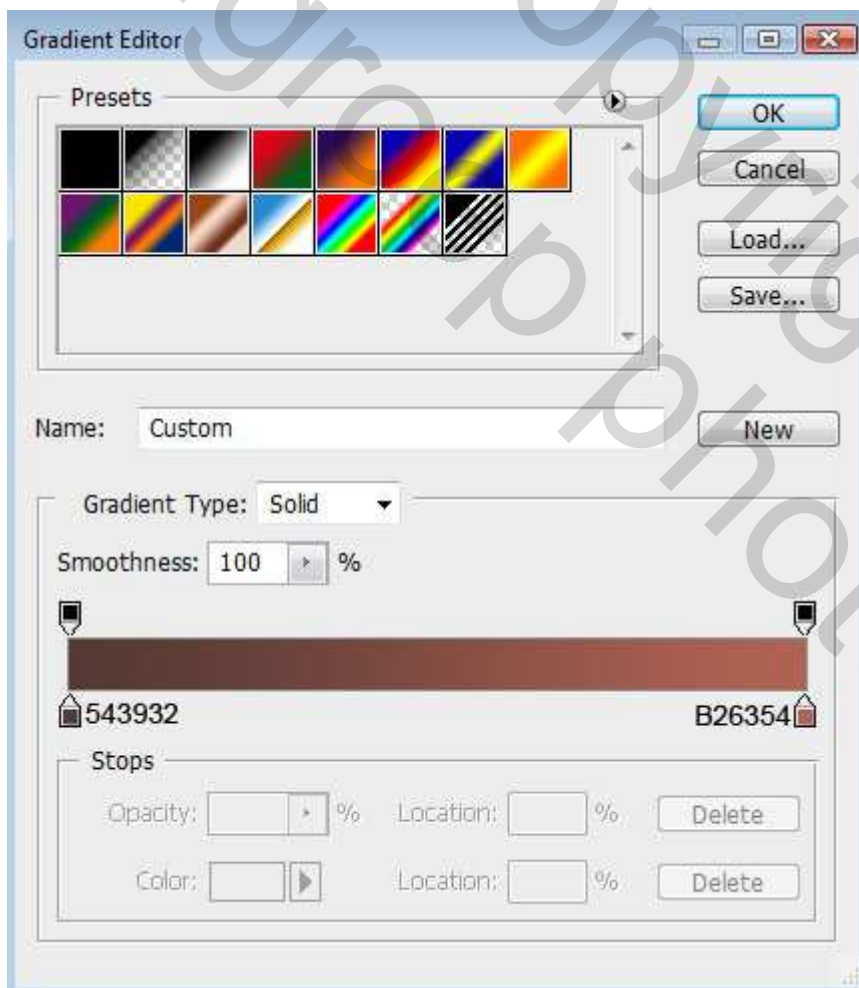 Gradient Editor
Presets
OK
Cancel
Load...
Save...
Name: Custom
New
Gradient Type: Solid
Smoothness: 100 %
543932
B26354
Stops
Opacity: % Location: % Delete
Color: Location: % Delete